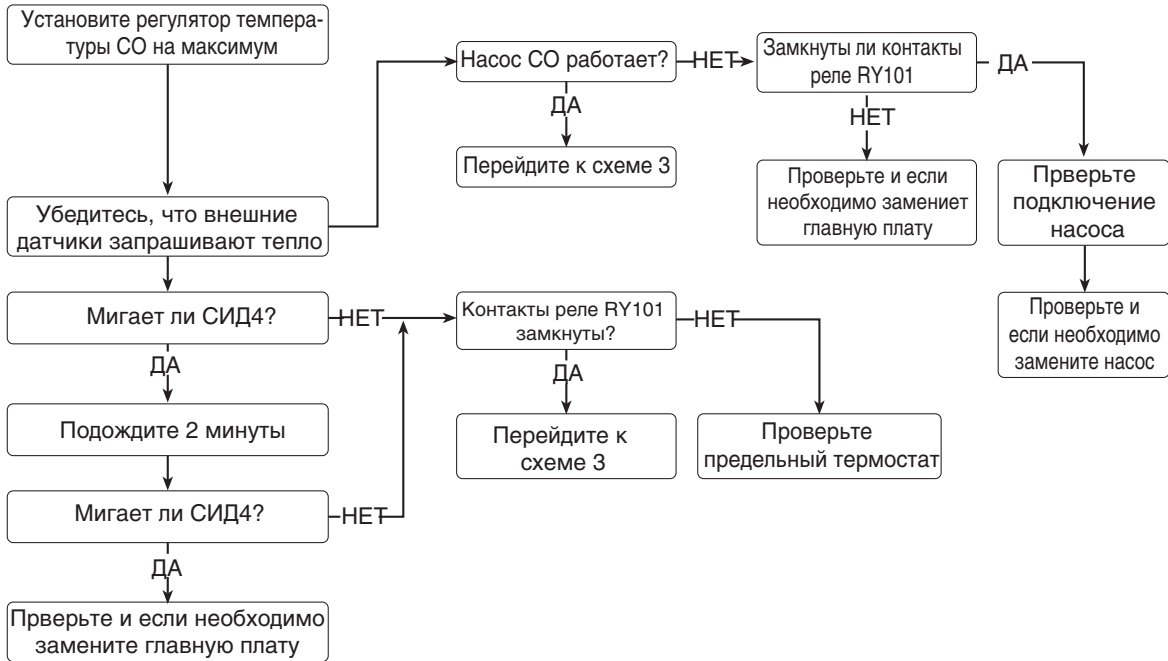 Установите регулятор темпера-
туры СО на максимум
Насос СО работает?
НЕТ
Замкнуты ли контакты
реле RY101
ДА
ДА
НЕТ
Перейдите к схеме 3
Проверьте и если
необходимо замениет
главную плату
Прверьте
подключение
насоса
Убедитесь, что внешние
датчики запрашивают тепло
Мигает ли СИД4?
НЕТ
Контакты реле RY101
замкнуты?
НЕТ
Проверьте и
если необходимо
замените насос
ДА
ДА
Подождите 2 минуты
Перейдите к
схеме 3
Проверьте
предельный термостат
Мигает ли СИД4?
НЕТ
ДА
Прверьте и если необходимо
замените главную плату